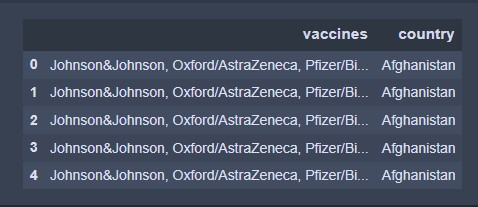 vaccines country
0 Johnson&Johnson, Oxford/AstraZeneca, Pfizer/Bi... Afghanistan
1 Johnson&Johnson, Oxford/AstraZeneca, Pfizer/Bi... Afghanistan
2 Johnson&Johnson, Oxford/AstraZeneca, Pfizer/Bi... Afghanistan
3 Johnson&Johnson, Oxford/AstraZeneca, Pfizer/Bi... Afghanistan
4 Johnson&Johnson, Oxford/AstraZeneca, Pfizer/Bi... Afghanistan